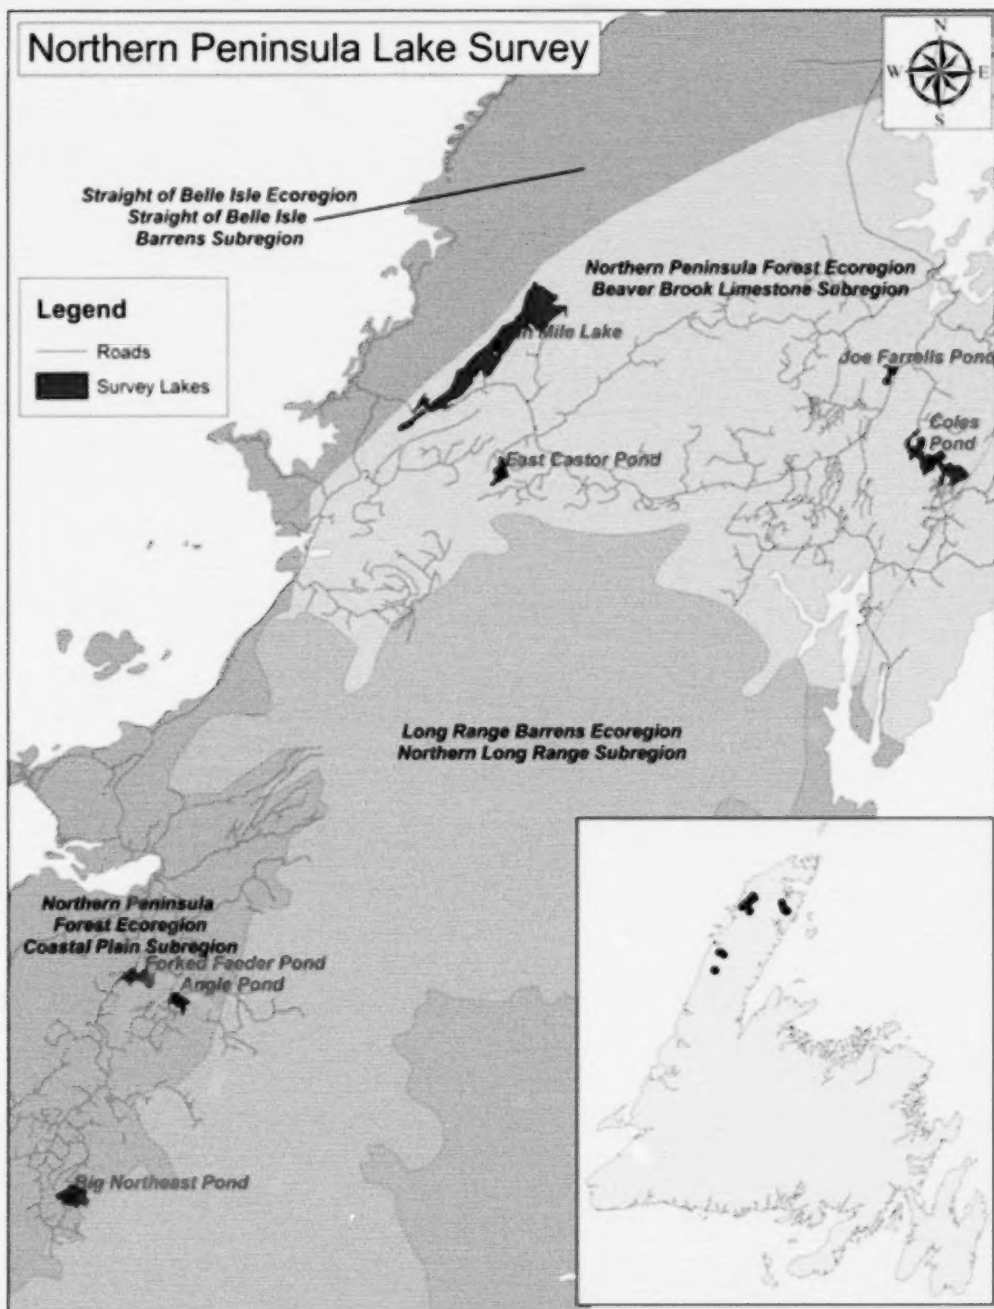 Northern Peninsula Lake Survey
N
W E
S
Straight of Belle Isle Ecoregion
Straight of Belle Isle
Barrens Subregion
Northern Peninsula Forest Ecoregion
Beaver Brook Limestone Subregion
Legend
Roads
Survey Lakes
Mile Lake
Joe Farrells Pond
Coles
Pond
East Castor Pond
Long Range Barrens Ecoregion
Northern Long Range Subregion
Northern Peninsula
Forest Ecoregion
Coastal Plain Subregion
Forked Feeder Pond
Angle Pond
Big Northeast Pond